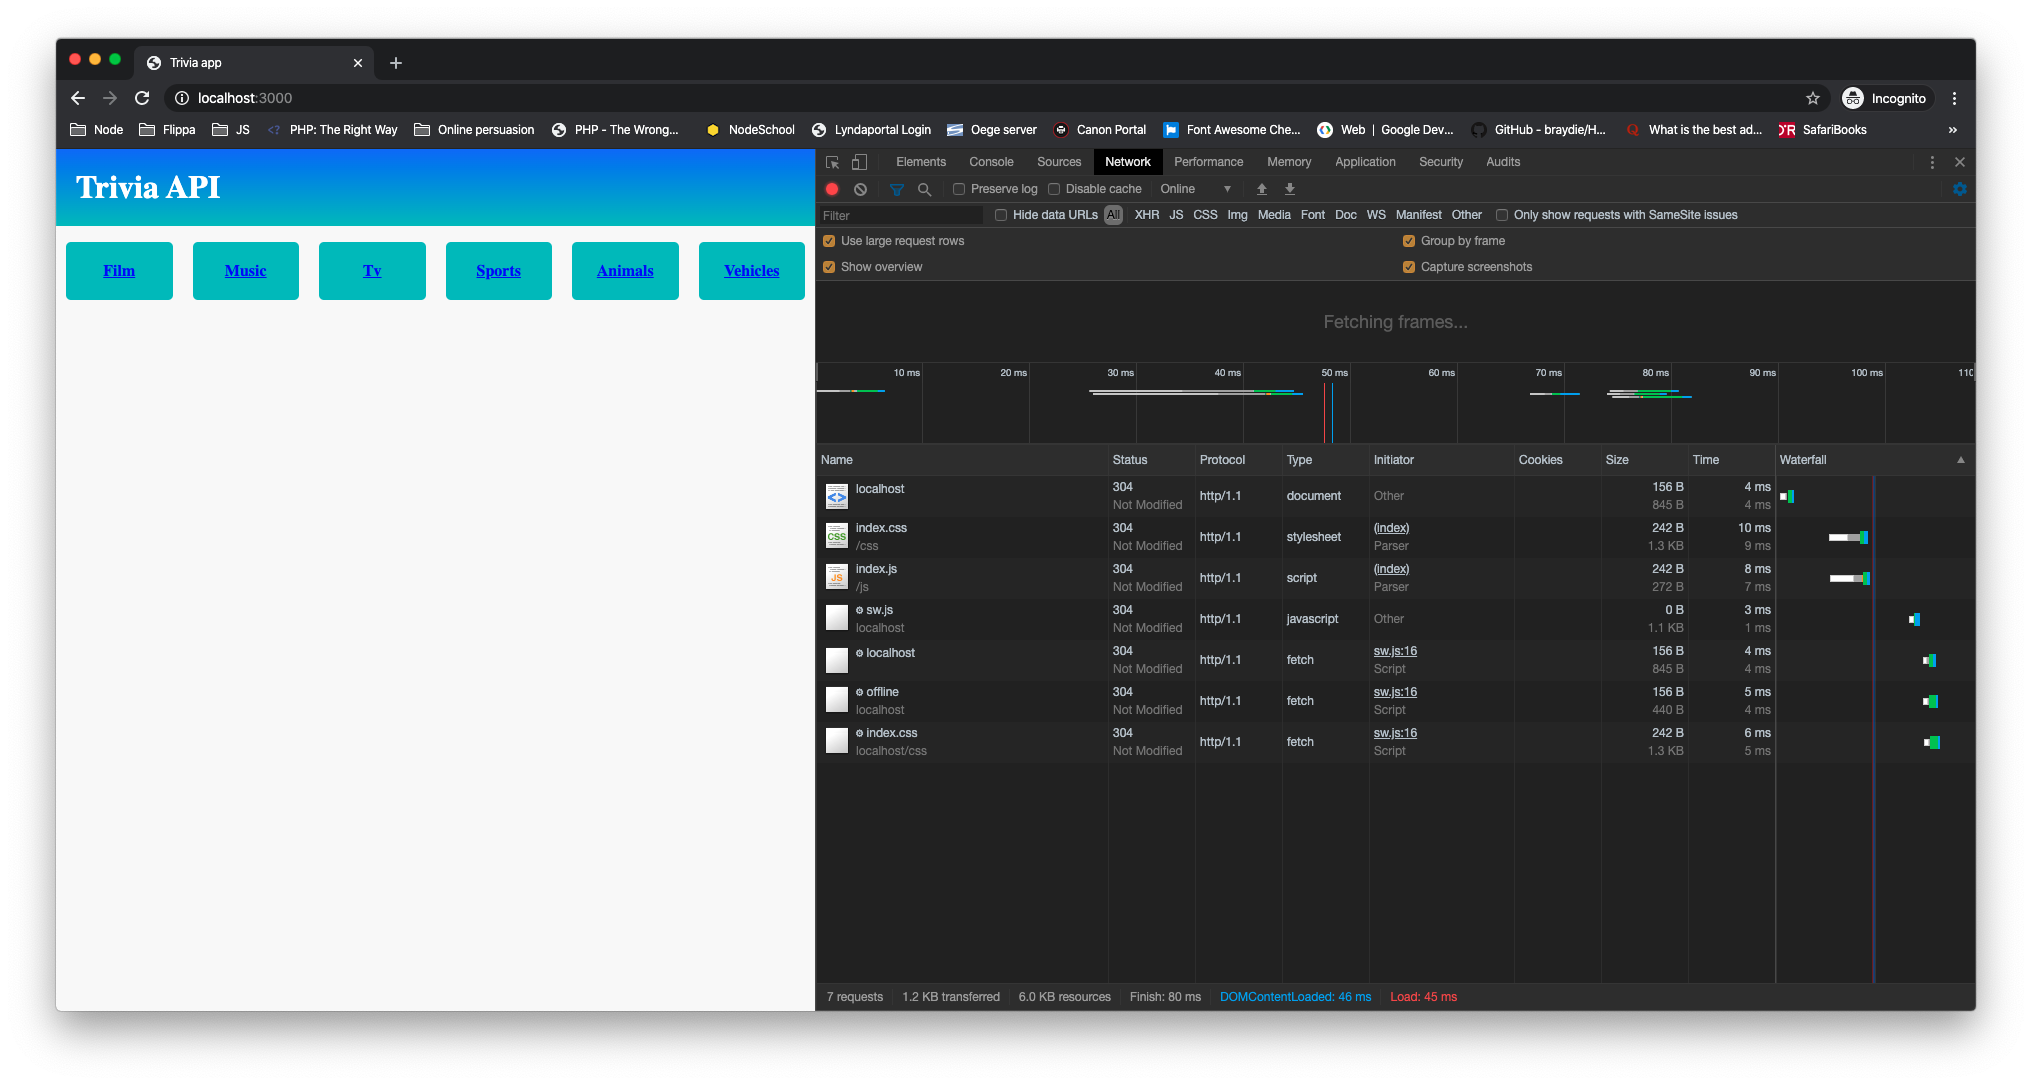 Trivia app
localhost:3000
Incognito
Node Flippa JS PHP: The Right Way Online persuasion PHP - The Wrong... NodeSchool Lyndaportal Login Oege server Canon Portal Font Awesome Che... Web | Google Dev... GitHub - braydie/H... What is the best ad... SafariBooks »
Trivia API
Film Music Tv Sports Animals Vehicles
Elements Console Sources Network Performance Memory Application Security Audits
Preserve log Disable cache Online
Filter Hide data URLs All XHR JS CSS Img Media Font Doc WS Manifest Other Only show requests with SameSite issues
Use large request rows Group by frame
Show overview Capture screenshots
Fetching frames...
10 ms 20 ms 30 ms 40 ms 50 ms 60 ms 70 ms 80 ms 90 ms 100 ms 110
Name Status Protocol Type Initiator Cookies Size Time Waterfall
localhost 304 http/1.1 document Other 156 B 4 ms
Not Modified 845 B 4 ms
index.css 304 http/1.1 stylesheet (index) 242 B 10 ms
/css Not Modified Parser 1.3 KB 9 ms
index.js 304 http/1.1 script (index) 242 B 8 ms
/js Not Modified Parser 272 B 7 ms
sw.js 304 http/1.1 javascript Other 0 B 3 ms
localhost Not Modified 1.1 KB 1 ms
localhost 304 http/1.1 fetch sw.js:16 156 B 4 ms
Not Modified Script 845 B 4 ms
offline 304 http/1.1 fetch sw.js:16 156 B 5 ms
localhost Not Modified Script 440 B 4 ms
index.css 304 http/1.1 fetch sw.js:16 242 B 6 ms
localhost/css Not Modified Script 1.3 KB 5 ms
7 requests 1.2 KB transferred 6.0 KB resources Finish: 80 ms DOMContentLoaded: 46 ms Load: 45 ms